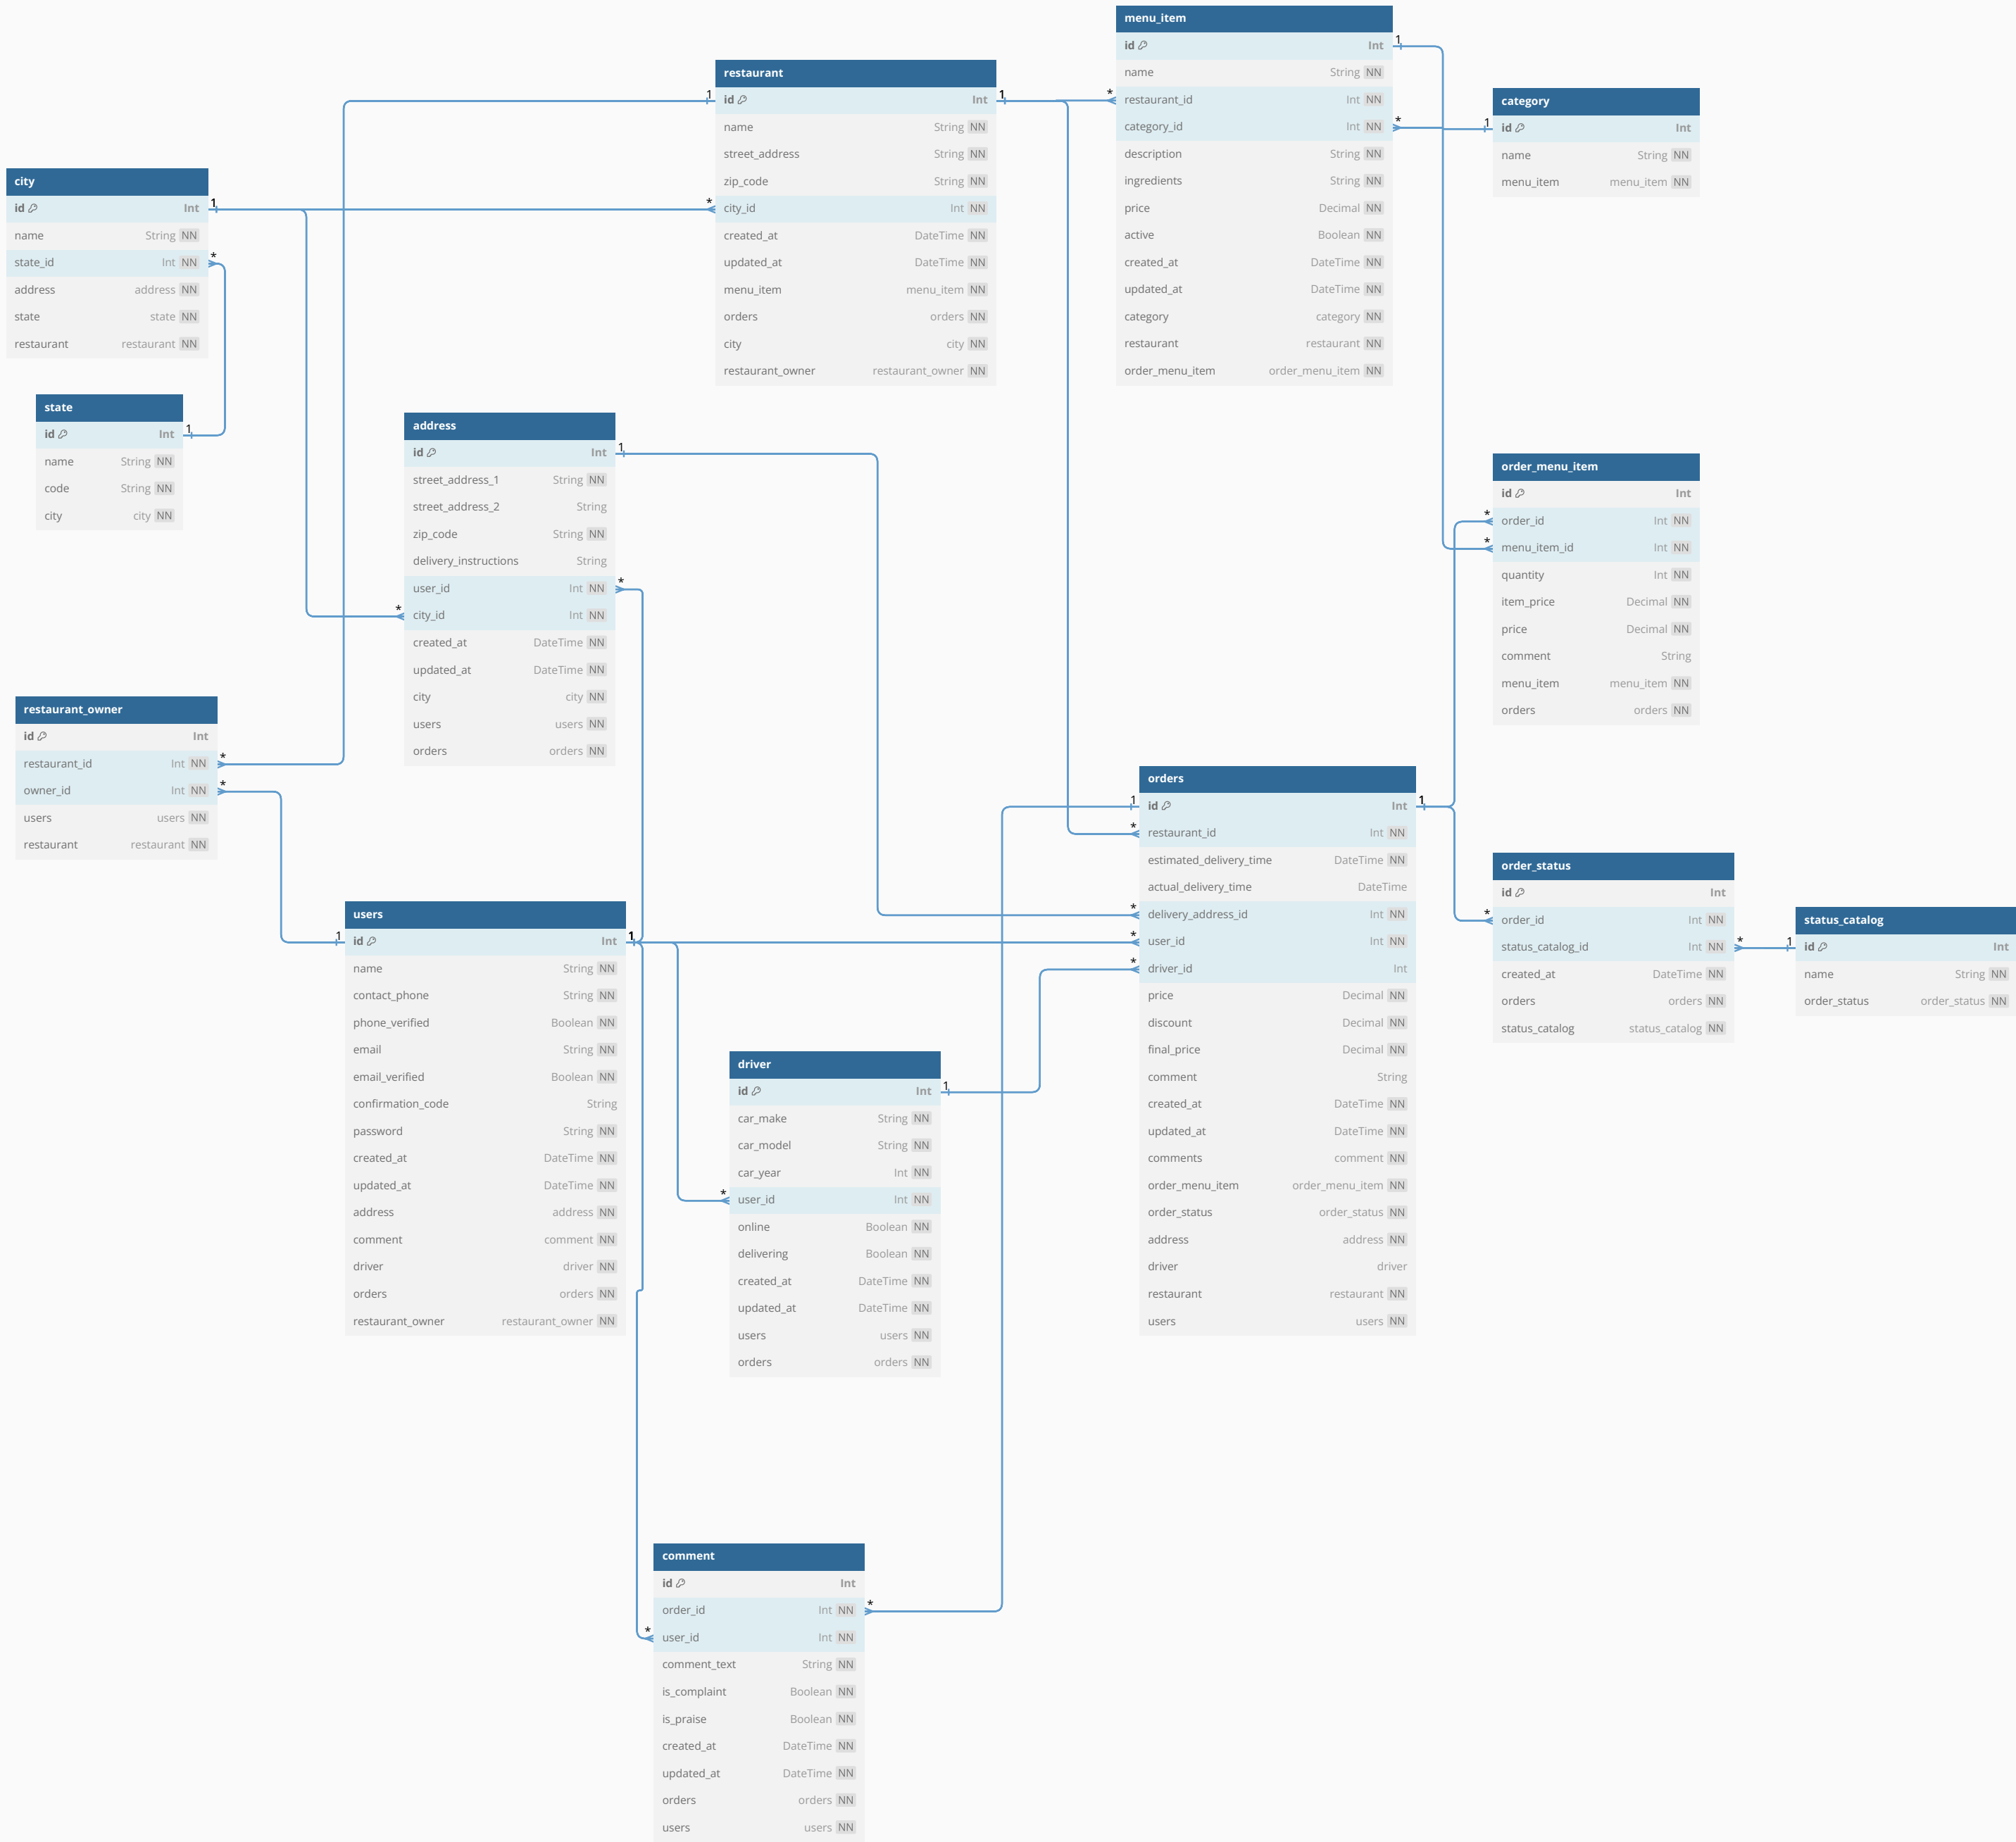 menu_item
id Int
name String NN
restaurant_id Int NN
category_id Int NN
description String NN
ingredients String NN
price Decimal NN
active Boolean NN
created_at DateTime NN
updated_at DateTime NN
category category NN
restaurant restaurant NN
order_menu_item order_menu_item NN
restaurant
id Int
name String NN
street_address String NN
zip_code String NN
city_id Int NN
created_at DateTime NN
updated_at DateTime NN
menu_item menu_item NN
orders orders NN
city city NN
restaurant_owner restaurant_owner NN
category
id Int
name String NN
menu_item menu_item NN
city
id Int
name String NN
state_id Int NN
address address NN
state state NN
restaurant restaurant NN
state
id Int
name String NN
code String NN
city city NN
address
id Int
street_address_1 String NN
street_address_2 String
zip_code String NN
delivery_instructions String
user_id Int NN
city_id Int NN
created_at DateTime NN
updated_at DateTime NN
city city NN
users users NN
orders orders NN
order_menu_item
id Int
order_id Int NN
menu_item_id Int NN
quantity Int NN
item_price Decimal NN
price Decimal NN
comment String
menu_item menu_item NN
orders orders NN
restaurant_owner
id Int
restaurant_id Int NN
owner_id Int NN
users users NN
restaurant restaurant NN
orders
id Int
restaurant_id Int NN
estimated_delivery_time DateTime NN
actual_delivery_time DateTime
delivery_address_id Int NN
user_id Int NN
driver_id Int
price Decimal NN
discount Decimal NN
final_price Decimal NN
comment String
created_at DateTime NN
updated_at DateTime NN
comments comment NN
order_menu_item order_menu_item NN
order_status order_status NN
address address NN
driver driver
restaurant restaurant NN
users users NN
order_status
id Int
order_id Int NN
status_catalog_id Int NN
created_at DateTime NN
orders orders NN
status_catalog status_catalog NN
status_catalog
id Int
name String NN
order_status order_status NN
users
id Int
name String NN
contact_phone String NN
phone_verified Boolean NN
email String NN
email_verified Boolean NN
confirmation_code String
password String NN
created_at DateTime NN
updated_at DateTime NN
address address NN
comment comment NN
driver driver NN
orders orders NN
restaurant_owner restaurant_owner NN
driver
id Int
car_make String NN
car_model String NN
car_year Int NN
user_id Int NN
online Boolean NN
delivering Boolean NN
created_at DateTime NN
updated_at DateTime NN
users users NN
orders orders NN
comment
id Int
order_id Int NN
user_id Int NN
comment_text String NN
is_complaint Boolean NN
is_praise Boolean NN
created_at DateTime NN
updated_at DateTime NN
orders orders NN
users users NN